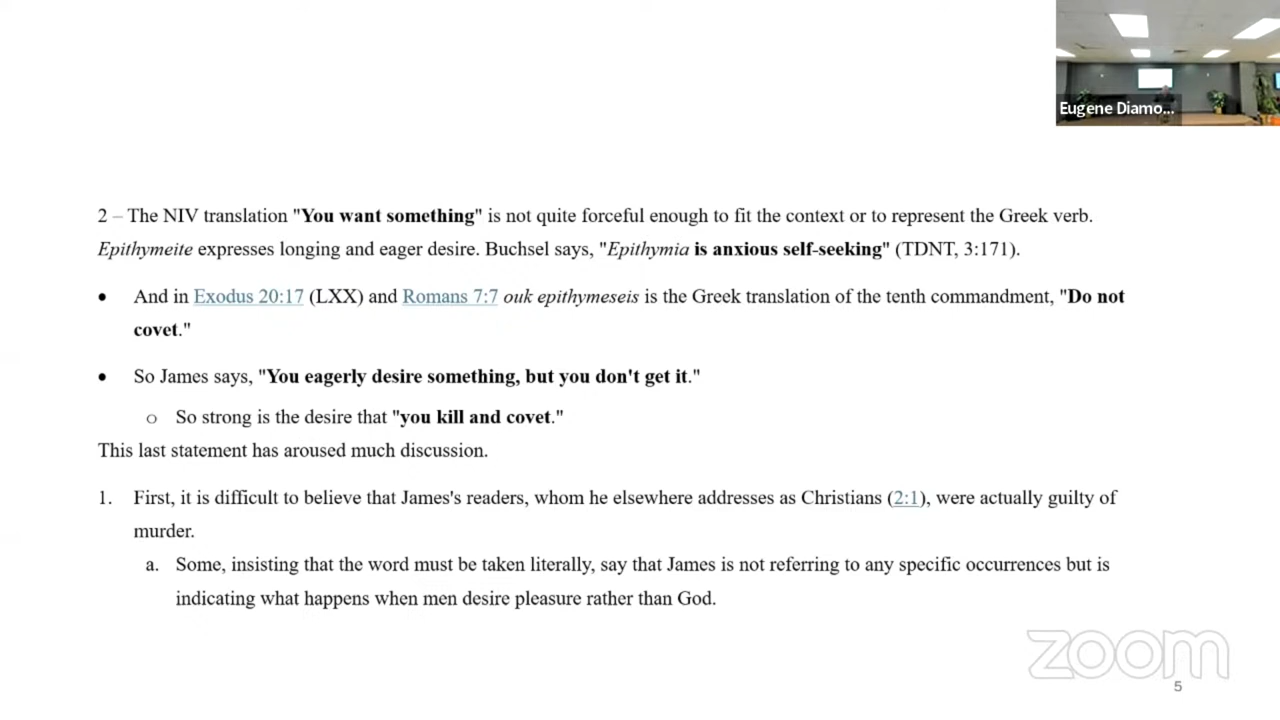 Eugene Diamo...
2 – The NIV translation "You want something" is not quite forceful enough to fit the context or to represent the Greek verb.
Epithymeite expresses longing and eager desire. Buchsel says, "Epithymia is anxious self-seeking" (TDNT, 3:171).
• And in Exodus 20:17 (LXX) and Romans 7:7 ouk epithymeseis is the Greek translation of the tenth commandment, "Do not
covet."
• So James says, "You eagerly desire something, but you don't get it."
o So strong is the desire that "you kill and covet."
This last statement has aroused much discussion.
1. First, it is difficult to believe that James's readers, whom he elsewhere addresses as Christians (2:1), were actually guilty of
murder.
a. Some, insisting that the word must be taken literally, say that James is not referring to any specific occurrences but is
indicating what happens when men desire pleasure rather than God.
zoom
5